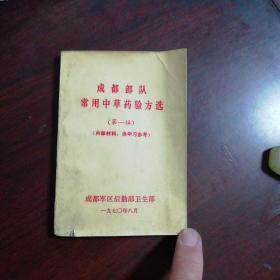 成都部队
常用中草药验方选
(第一辑)
(内部材料，供学习参考)
成都军区后勤部卫生部
一九七〇年八月